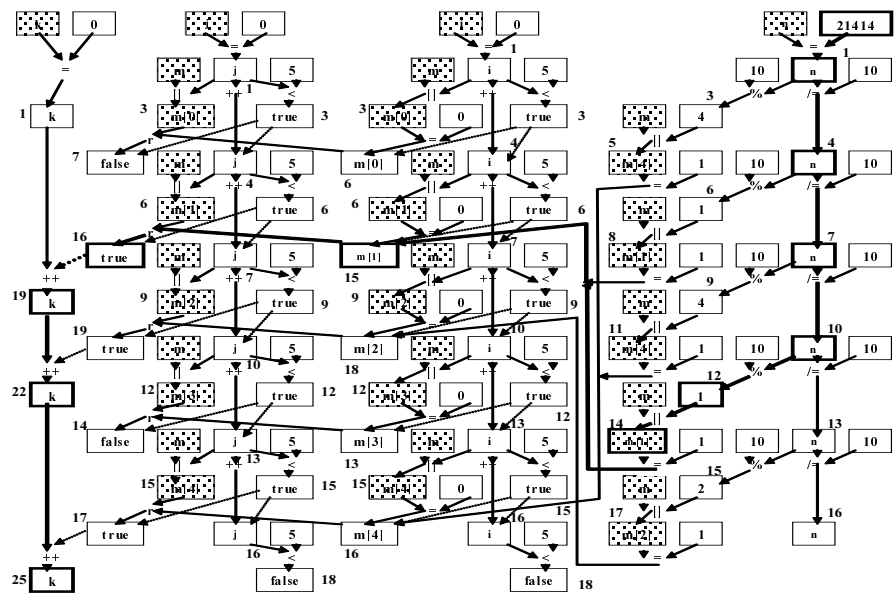 k 0 j 0 i 0 n 21414
= = = 1 = 1
m j 5 m i 5 10 n 10
[] ++ 1 < [] ++ < 3 % /=
1 k 3 m[0] true 3 m[0] 0 true 3 m 4
r = 4 5 [] 4
7 false m j 5 m[0] m i 5 m[4] 1 10 n 10
[] ++ 4 < 6 [] ++ < = 6 % /=
6 m[1] true 6 6 m[1] 0 true 6 m 1
16 r = 7 8 [] 7
true m j 5 m[1] m i 5 m[1] 1 10 n 10
++ [] ++ 7 < 15 [] ++ < = 9 % /=
19 k 9 m[2] true 9 9 m[2] 0 true 9 m 4
19 r = 10 11 [] 10
true m j 5 m[2] m i 5 m[4] 1 10 n 10
++ [] ++ 10 < 18 [] ++ < = 12 % /=
22 k 12 m[3] true 12 12 m[3] 0 true 12 m 1
14 r = 13 14 [] 13
false m j 5 m[3] m i 5 m[1] 1 10 n 10
[] ++ 13 < 13 [] ++ < = 15 % /=
15 m[4] true 15 15 m[4] 0 true 15 m 2
17 r = 16 17 [] 16
true j 5 m[4] i 5 m[2] 1 n
++ 16 < 16 < =
25 k false 18 false 18